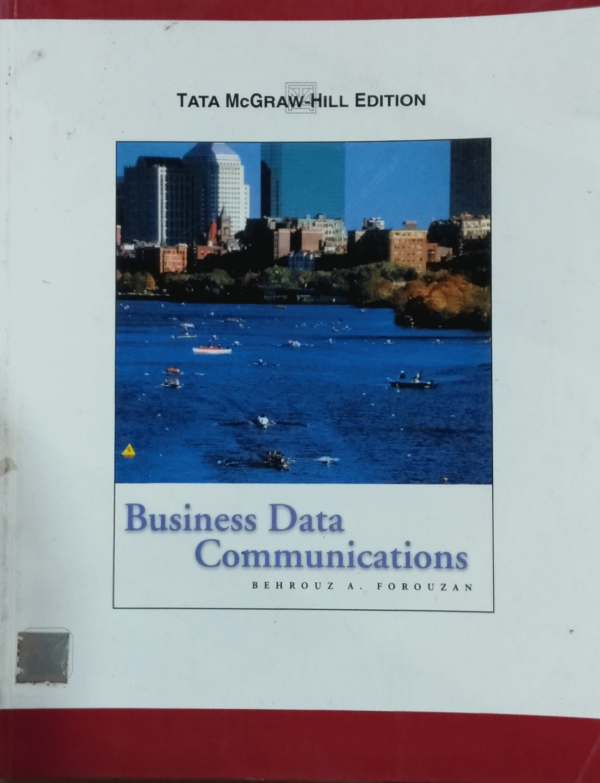 TATA MCGRAW-HILL EDITION
Business Data
Communications
BEHROUZ A. FOROUZAN